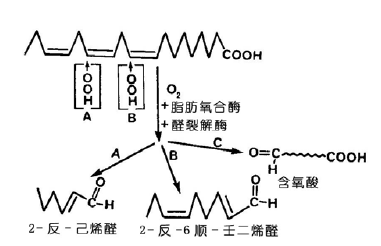 COOH
O O H
O O H
A B
O₂
+脂肪氧合酶
+醛裂解酶
A B C
O=C H COOH
含氧酸
O C-H
O C-H
2-反-己烯醛 2-反-6顺-壬二烯醛